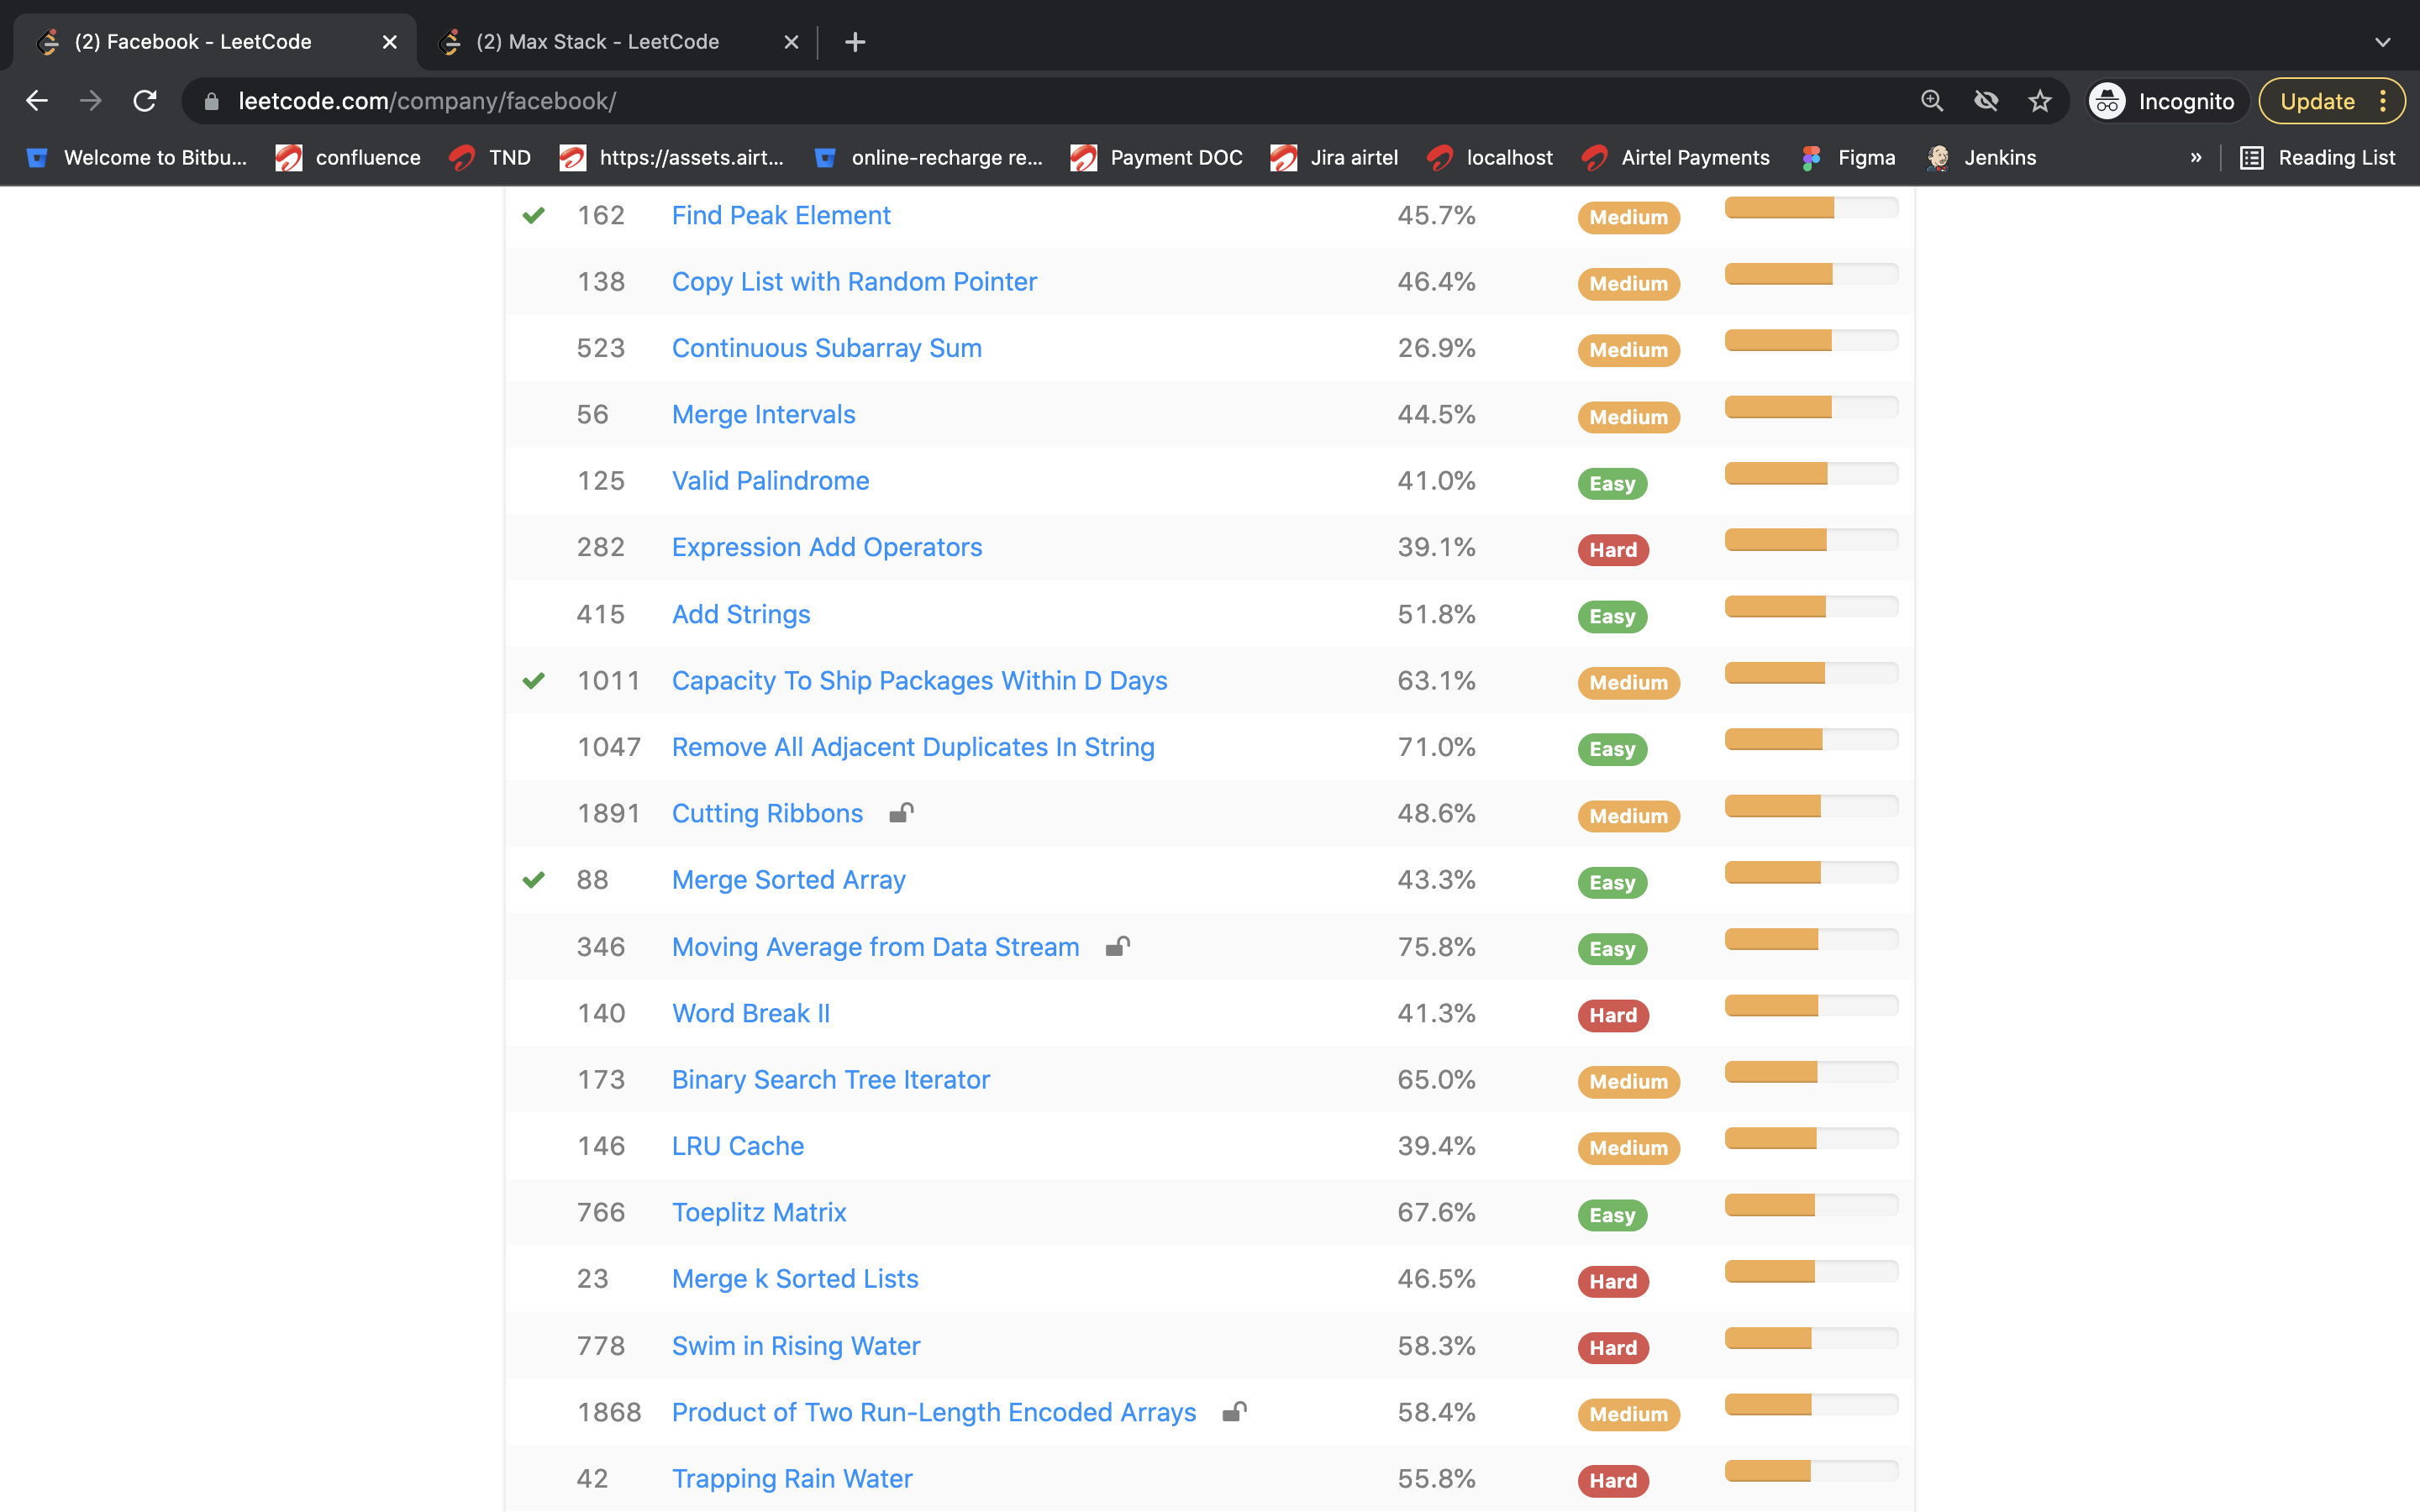 (2) Facebook - LeetCode
(2) Max Stack - LeetCode
leetcode.com/company/facebook/
Incognito
Update
Welcome to Bitbu... confluence TND https://assets.airt... online-recharge re... Payment DOC Jira airtel localhost Airtel Payments Figma Jenkins » Reading List
162 Find Peak Element 45.7% Medium
138 Copy List with Random Pointer 46.4% Medium
523 Continuous Subarray Sum 26.9% Medium
56 Merge Intervals 44.5% Medium
125 Valid Palindrome 41.0% Easy
282 Expression Add Operators 39.1% Hard
415 Add Strings 51.8% Easy
1011 Capacity To Ship Packages Within D Days 63.1% Medium
1047 Remove All Adjacent Duplicates In String 71.0% Easy
1891 Cutting Ribbons 48.6% Medium
88 Merge Sorted Array 43.3% Easy
346 Moving Average from Data Stream 75.8% Easy
140 Word Break II 41.3% Hard
173 Binary Search Tree Iterator 65.0% Medium
146 LRU Cache 39.4% Medium
766 Toeplitz Matrix 67.6% Easy
23 Merge k Sorted Lists 46.5% Hard
778 Swim in Rising Water 58.3% Hard
1868 Product of Two Run-Length Encoded Arrays 58.4% Medium
42 Trapping Rain Water 55.8% Hard